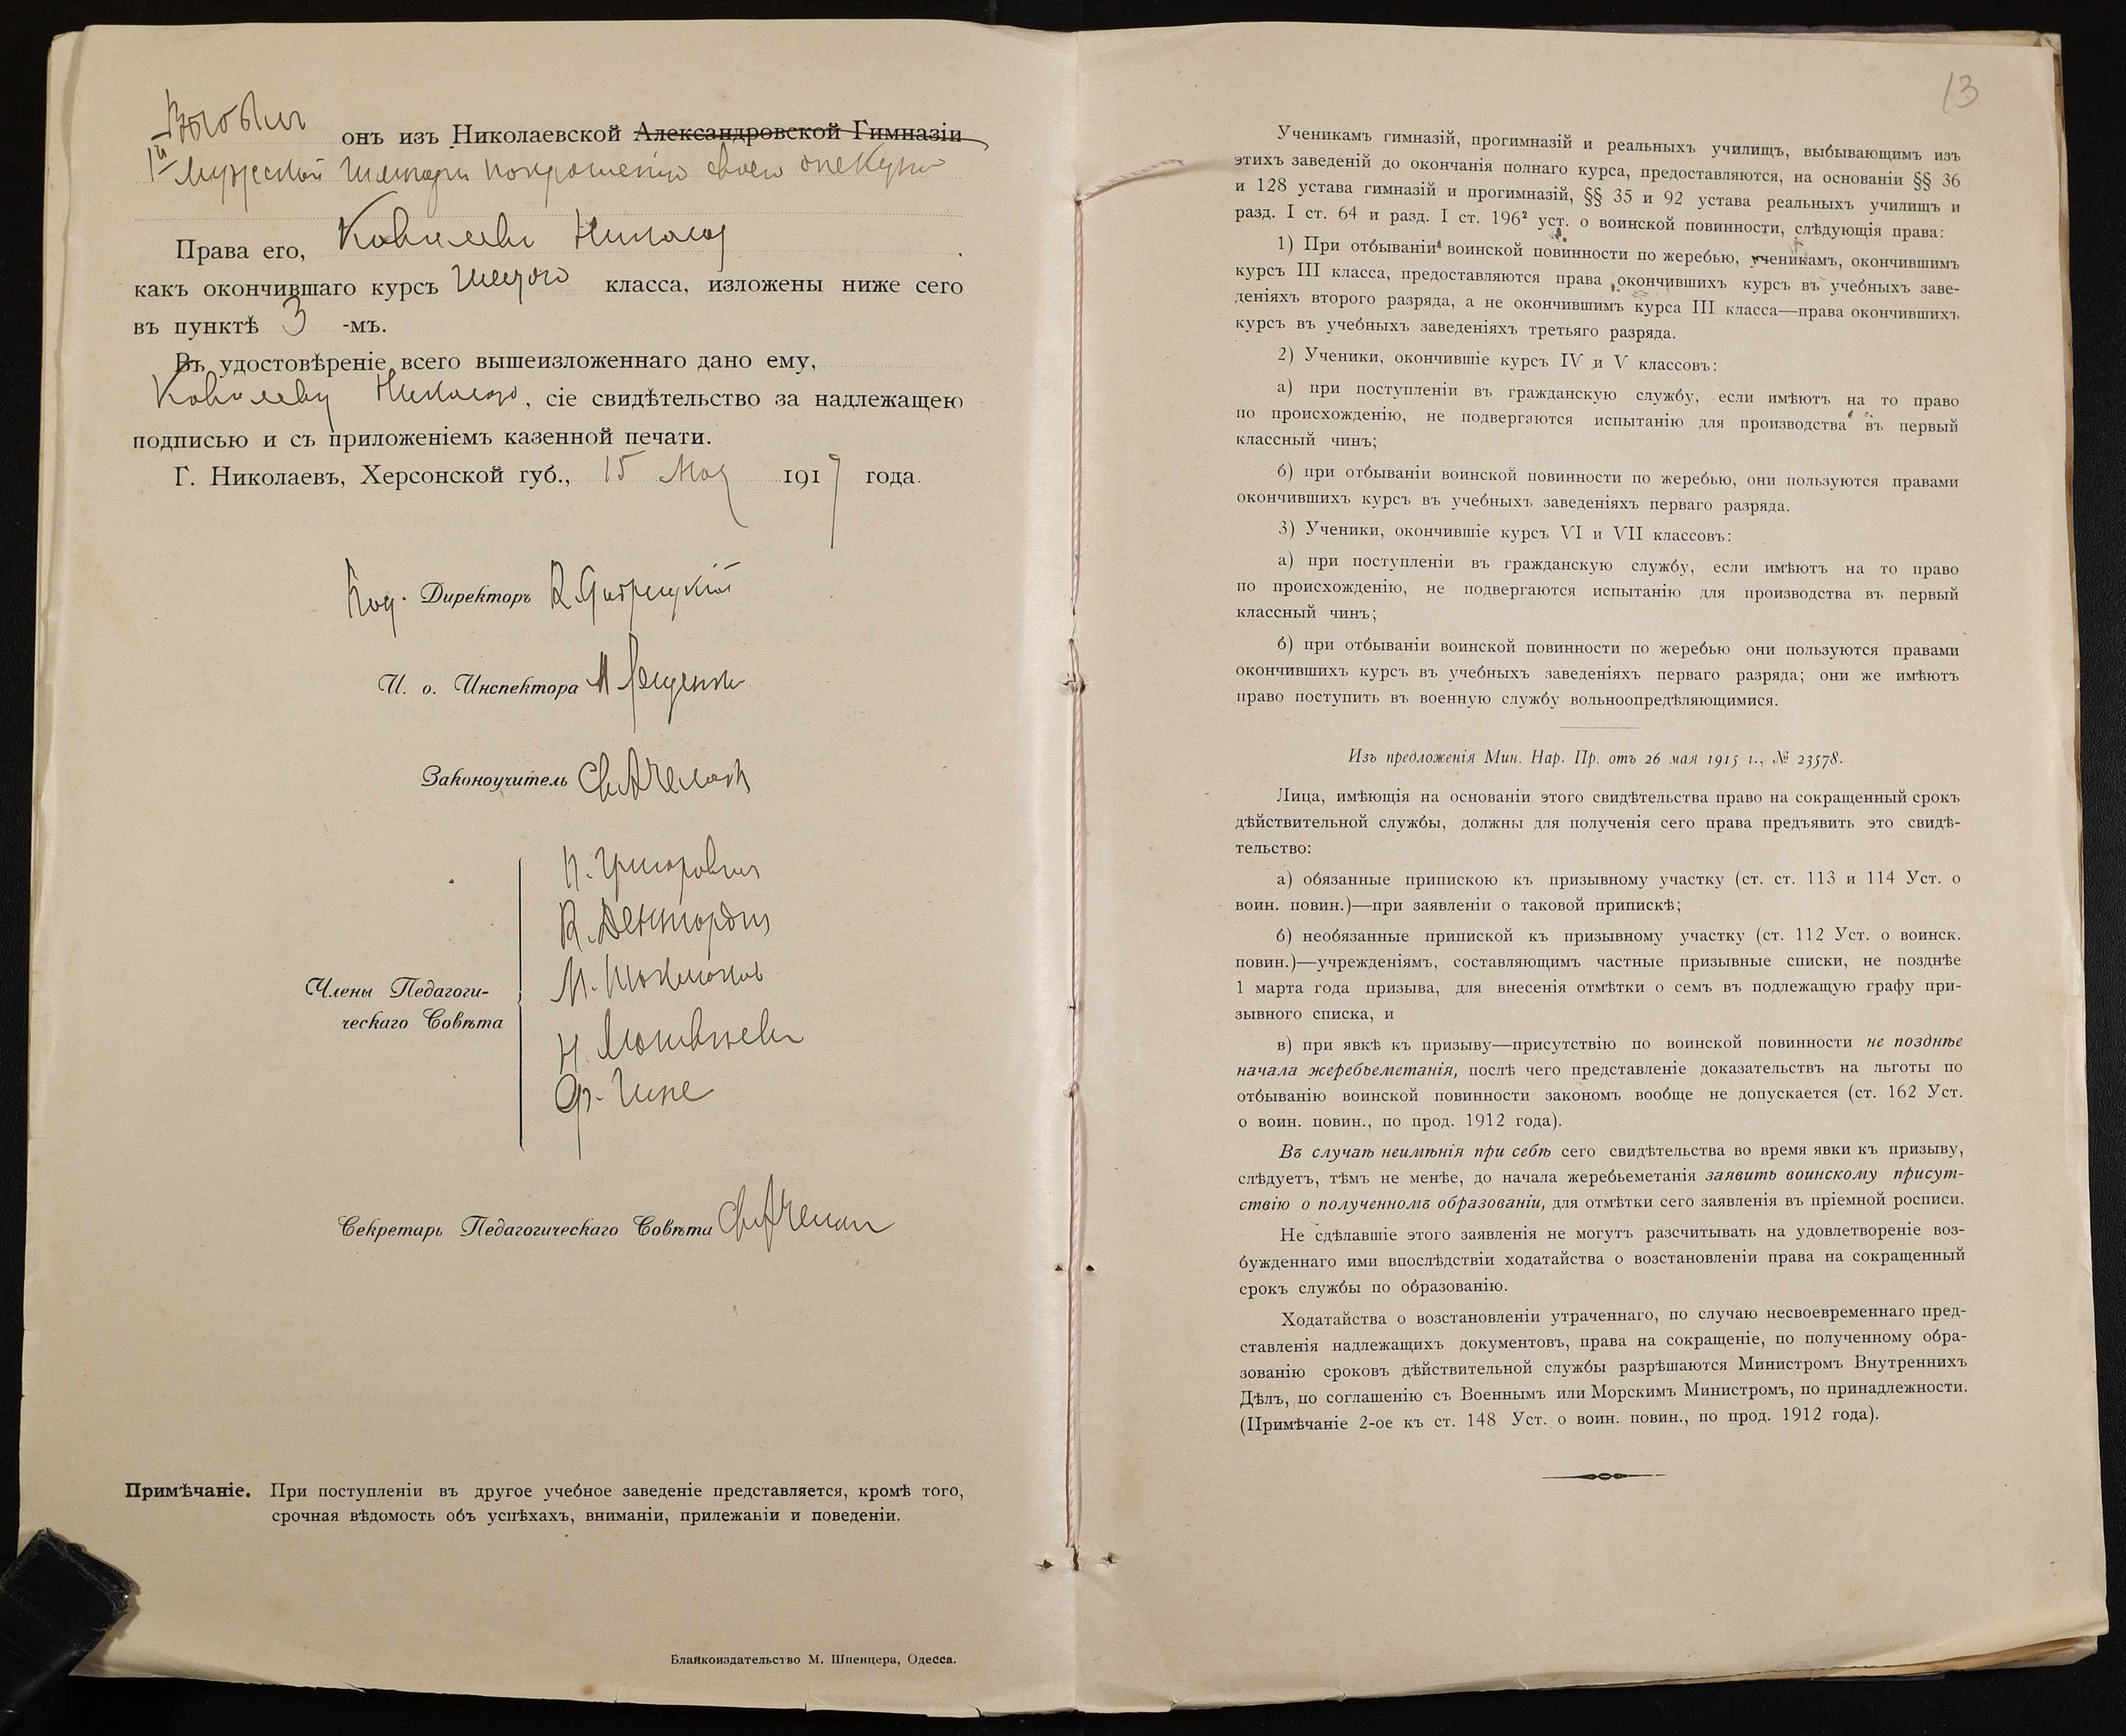 Выбылъ онъ изъ Николаевской Александровской Гимназіи
1й мужеской гимназіи по прошенію своего опекуна
Права его, Николая
какъ окончившаго курсъ шестого класса, изложены ниже сего
въ пунктѣ 3 -мъ.
Въ удостовѣреніе всего вышеизложеннаго дано ему,
Николаю, сіе свидѣтельство за надлежащею
подписью и съ приложеніемъ казенной печати.
Г. Николаевъ, Херсонской губ., 15 Мая 1917 года.
Директоръ
И. о. Инспектора
Законоучитель
П. Григоровичъ
Члены Педагоги-
ческаго Совѣта
Секретарь Педагогическаго Совѣта
Примѣчаніе. При поступленіи въ другое учебное заведеніе представляется, кромѣ того,
срочная вѣдомость объ успѣхахъ, вниманіи, прилежаніи и поведеніи.
Бланкоиздательство М. Шпенцера, Одесса.
13
Ученикамъ гимназій, прогимназій и реальныхъ училищъ, выбывающимъ изъ
этихъ заведеній до окончанія полнаго курса, предоставляются, на основаніи §§ 36
и 128 устава гимназій и прогимназій, §§ 35 и 92 устава реальныхъ училищъ и
разд. I ст. 64 и разд. I ст. 196² уст. о воинской повинности, слѣдующія права:
1) При отбываніи воинской повинности по жеребью, ученикамъ, окончившимъ
курсъ III класса, предоставляются права окончившихъ курсъ въ учебныхъ заве-
деніяхъ второго разряда, а не окончившимъ курса III класса—права окончившихъ
курсъ въ учебныхъ заведеніяхъ третьяго разряда.
2) Ученики, окончившіе курсъ IV и V классовъ:
а) при поступленіи въ гражданскую службу, если имѣютъ на то право
по происхожденію, не подвергаются испытанію для производства въ первый
классный чинъ;
б) при отбываніи воинской повинности по жеребью, они пользуются правами
окончившихъ курсъ въ учебныхъ заведеніяхъ перваго разряда.
3) Ученики, окончившіе курсъ VI и VII классовъ:
а) при поступленіи въ гражданскую службу, если имѣютъ на то право
по происхожденію, не подвергаются испытанію для производства въ первый
классный чинъ;
б) при отбываніи воинской повинности по жеребью они пользуются правами
окончившихъ курсъ въ учебныхъ заведеніяхъ перваго разряда; они же имѣютъ
право поступить въ военную службу вольноопредѣляющимися.
Изъ предложенія Мин. Нар. Пр. отъ 26 мая 1915 г., № 23578.
Лица, имѣющія на основаніи этого свидѣтельства право на сокращенный срокъ
дѣйствительной службы, должны для полученія сего права предъявить это свидѣ-
тельство:
а) обязанные припискою къ призывному участку (ст. ст. 113 и 114 Уст. о
воин. повин.)—при заявленіи о таковой припискѣ;
б) необязанные припиской къ призывному участку (ст. 112 Уст. о воинск.
повин.)—учрежденіямъ, составляющимъ частные призывные списки, не позднѣе
1 марта года призыва, для внесенія отмѣтки о семъ въ подлежащую графу при-
зывного списка, и
в) при явкѣ къ призыву—присутствію по воинской повинности не позднѣе
начала жеребьеметанія, послѣ чего представленіе доказательствъ на льготы по
отбыванію воинской повинности закономъ вообще не допускается (ст. 162 Уст.
о воин. повин., по прод. 1912 года).
Въ случаѣ неимѣнія при себѣ сего свидѣтельства во время явки къ призыву,
слѣдуетъ, тѣмъ не менѣе, до начала жеребьеметанія заявить воинскому присут-
ствію о полученномъ образованіи, для отмѣтки сего заявленія въ пріемной росписи.
Не сдѣлавшіе этого заявленія не могутъ разсчитывать на удовлетвореніе воз-
бужденнаго ими впослѣдствіи ходатайства о возстановленіи права на сокращенный
срокъ службы по образованію.
Ходатайства о возстановленіи утраченнаго, по случаю несвоевременнаго пред-
ставленія надлежащихъ документовъ, права на сокращеніе, по полученному обра-
зованію сроковъ дѣйствительной службы разрѣшаются Министромъ Внутреннихъ
Дѣлъ, по соглашенію съ Военнымъ или Морскимъ Министромъ, по принадлежности.
(Примѣчаніе 2-ое къ ст. 148 Уст. о воин. повин., по прод. 1912 года).